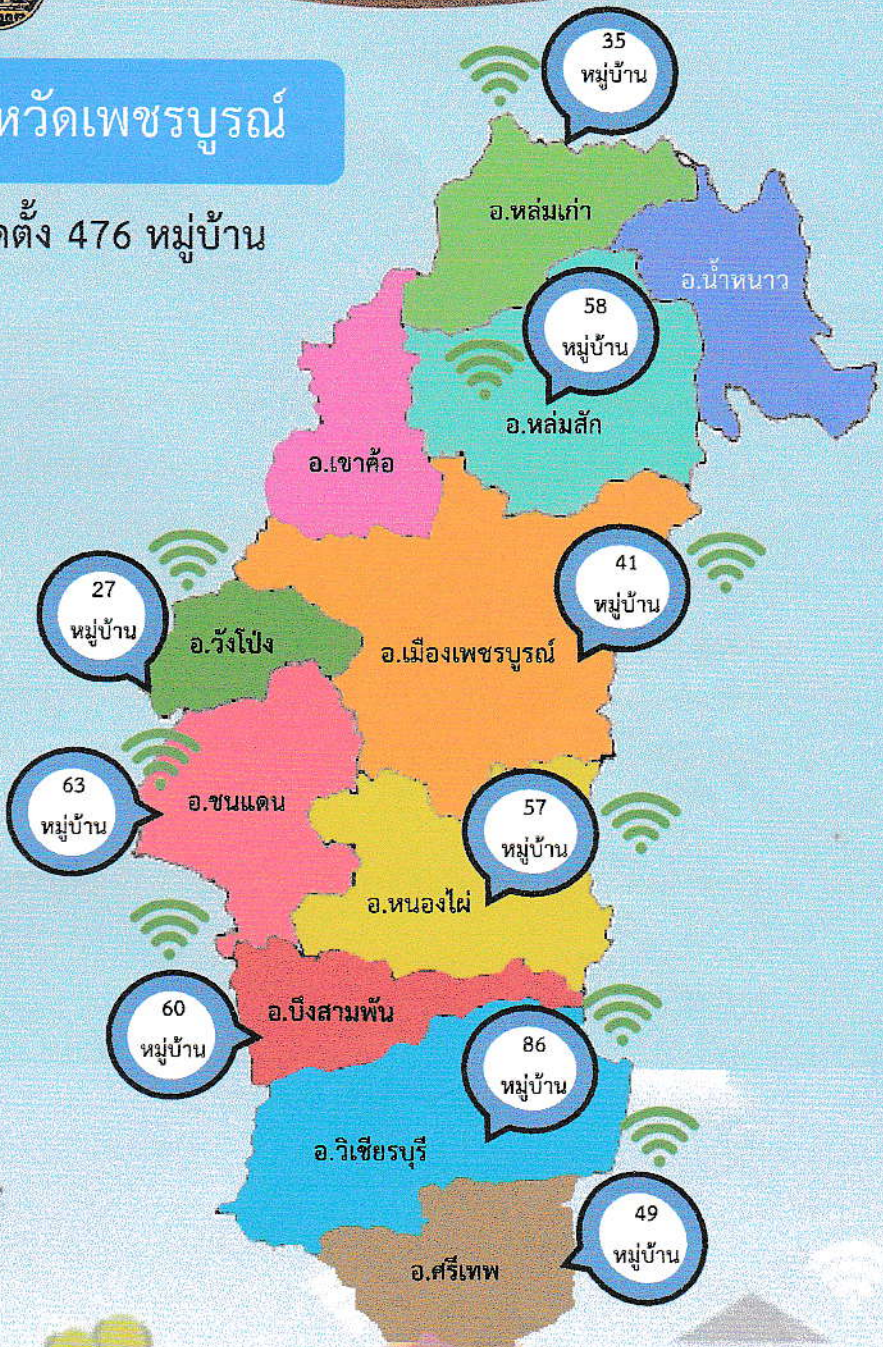 35
หมู่บ้าน
หวัดเพชรบูรณ์
อ.หล่มเก่า
ตั้ง 476 หมู่บ้าน
อ.น้ำหนาว
58
หมู่บ้าน
อ.หล่มสัก
อ.เขาค้อ
41
หมู่บ้าน
27
หมู่บ้าน
อ.วังโป่ง
อ.เมืองเพชรบูรณ์
63
หมู่บ้าน
อ.ชนแดน
57
หมู่บ้าน
อ.หนองไผ่
60
หมู่บ้าน
อ.บึงสามพัน
86
หมู่บ้าน
อ.วิเชียรบุรี
49
หมู่บ้าน
อ.ศรีเทพ